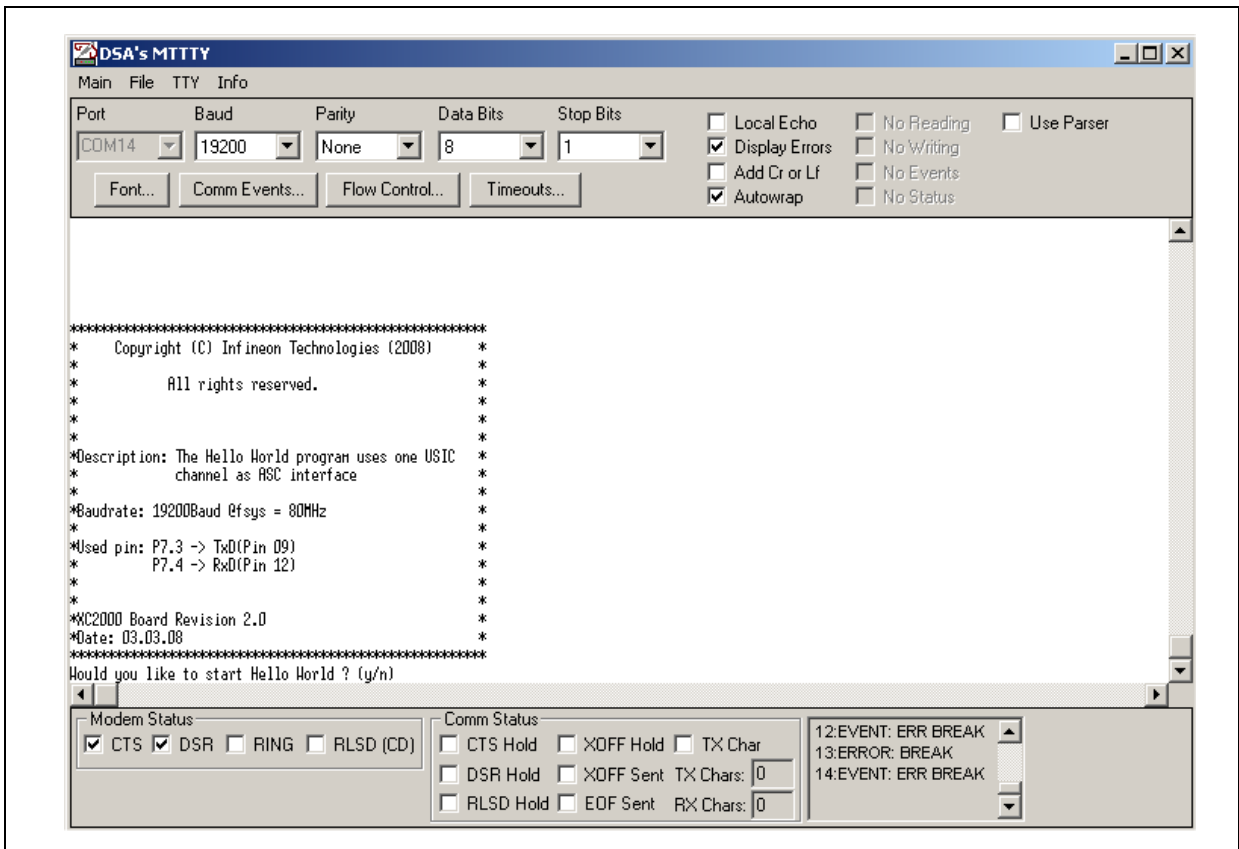 DSA's MTTTY
Main File TTY Info
Port Baud Parity Data Bits Stop Bits
COM14 19200 None 8 1
Font... Comm Events... Flow Control... Timeouts...
Local Echo No Reading Use Parser
Display Errors No Writing
Add Cr or Lf No Events
Autowrap No Status
*******************************************************
* Copyright (C) Infineon Technologies (2008) *
* *
* All rights reserved. *
* *
* *
* *
*Description: The Hello World program uses one USIC *
* channel as ASC interface *
* *
*Baudrate: 19200Baud @fsys = 80MHz *
* *
*Used pin: P7.3 -> TxD(Pin 09) *
* P7.4 -> RxD(Pin 12) *
* *
* *
*XC2000 Board Revision 2.0 *
*Date: 03.03.08 *
*******************************************************
Would you like to start Hello World ? (y/n)
Modem Status
CTS DSR RING RLSD (CD)
Comm Status
CTS Hold XOFF Hold TX Char
DSR Hold XOFF Sent TX Chars: 0
RLSD Hold EOF Sent RX Chars: 0
12:EVENT: ERR BREAK
13:ERROR: BREAK
14:EVENT: ERR BREAK